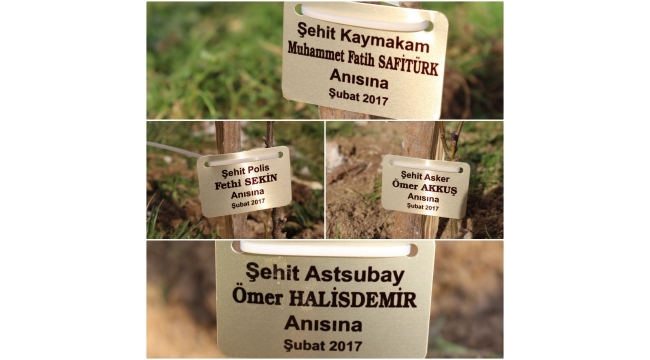 Şehit Kaymakam
Muhammet Fatih SAFİTÜRK
Anısına
Şubat 2017
Şehit Polis
Fethi SEKİN
Anısına
Şubat 2017
Şehit Asker
Ömer AKKUŞ
Anısına
Şubat 2017
Şehit Astsubay
Ömer HALİSDEMİR
Anısına
Şubat 2017